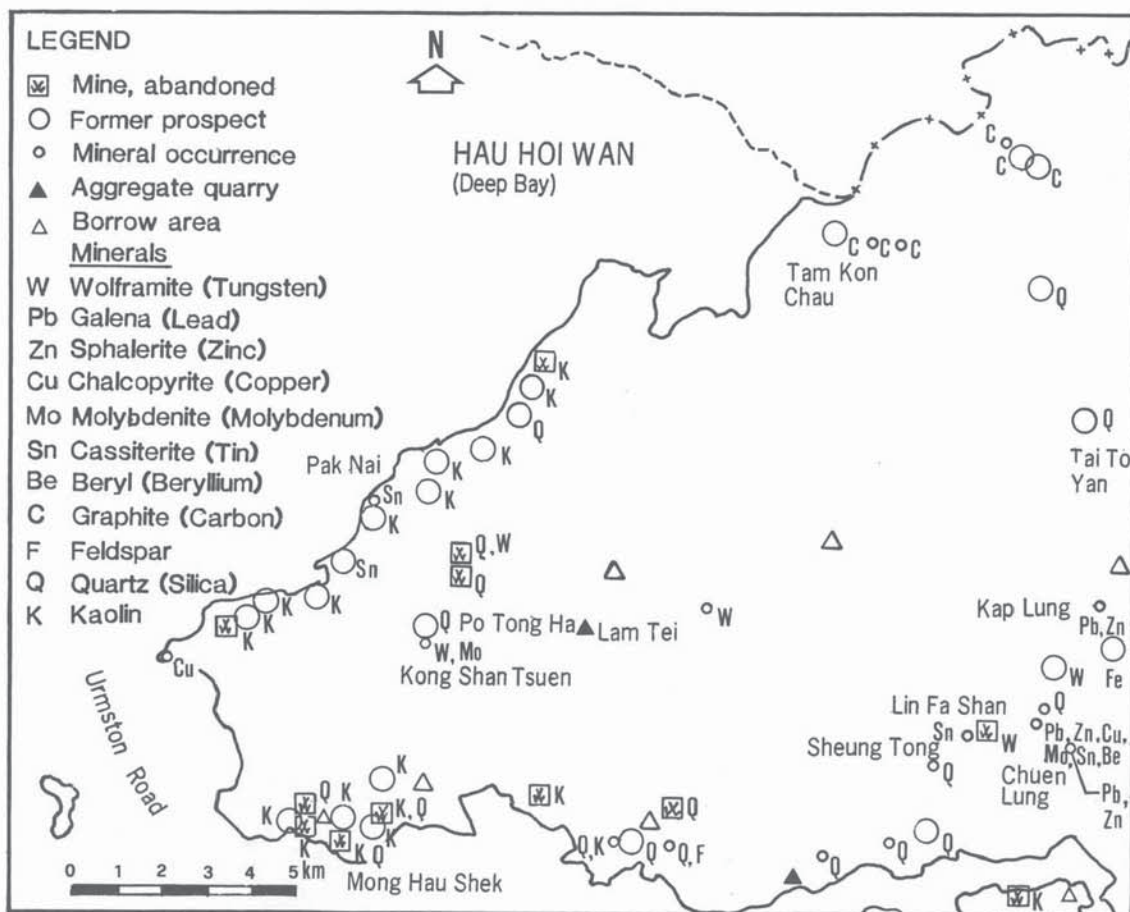 LEGEND
Mine, abandoned
Former prospect
Mineral occurrence
Aggregate quarry
Borrow area
Minerals
W Wolframite (Tungsten)
Pb Galena (Lead)
Zn Sphalerite (Zinc)
Cu Chalcopyrite (Copper)
Mo Molybdenite (Molybdenum)
Sn Cassiterite (Tin)
Be Beryl (Beryllium)
C Graphite (Carbon)
F Feldspar
Q Quartz (Silica)
K Kaolin
N
HAU HOI WAN
(Deep Bay)
C
C C
C C C
Tam Kon
Chau
Q
K
K
Q
Q
Tai To
Yan
K
Pak Nai
K
K
Sn
K
Sn
Q, W
Q
K
K
K
K
Q Po Tong Ha
Lam Tei
W
W, Mo
Kong Shan Tsuen
Kap Lung
Pb, Zn
Fe
W
Cu
Urmston Road
Lin Fa Shan
Q
Sn
W
Pb, Zn, Cu,
Mo, Sn, Be
Sheung Tong
Q
Chuen
Lung
Pb,
Zn
K
Q K
K, Q
K
K
K
K Q
K
Q
Q, K
Q
Q, F
Q
Q
Q
K
0 1 2 3 4 5
km
Mong Hau Shek